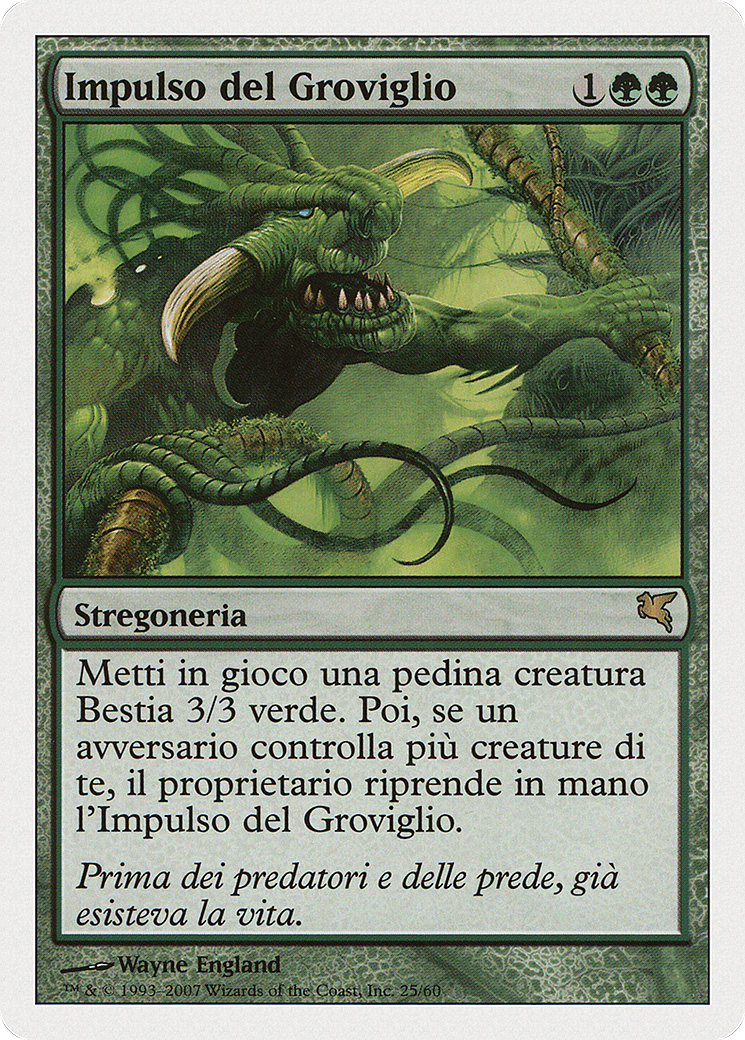 Impulso del Groviglio 1
Stregoneria
Metti in gioco una pedina creatura
Bestia 3/3 verde. Poi, se un
avversario controlla più creature di
te, il proprietario riprende in mano
l'Impulso del Groviglio.
Prima dei predatori e delle prede, già
esisteva la vita.
Wayne England
™ & © 1993–2007 Wizards of the Coast, Inc. 25/60